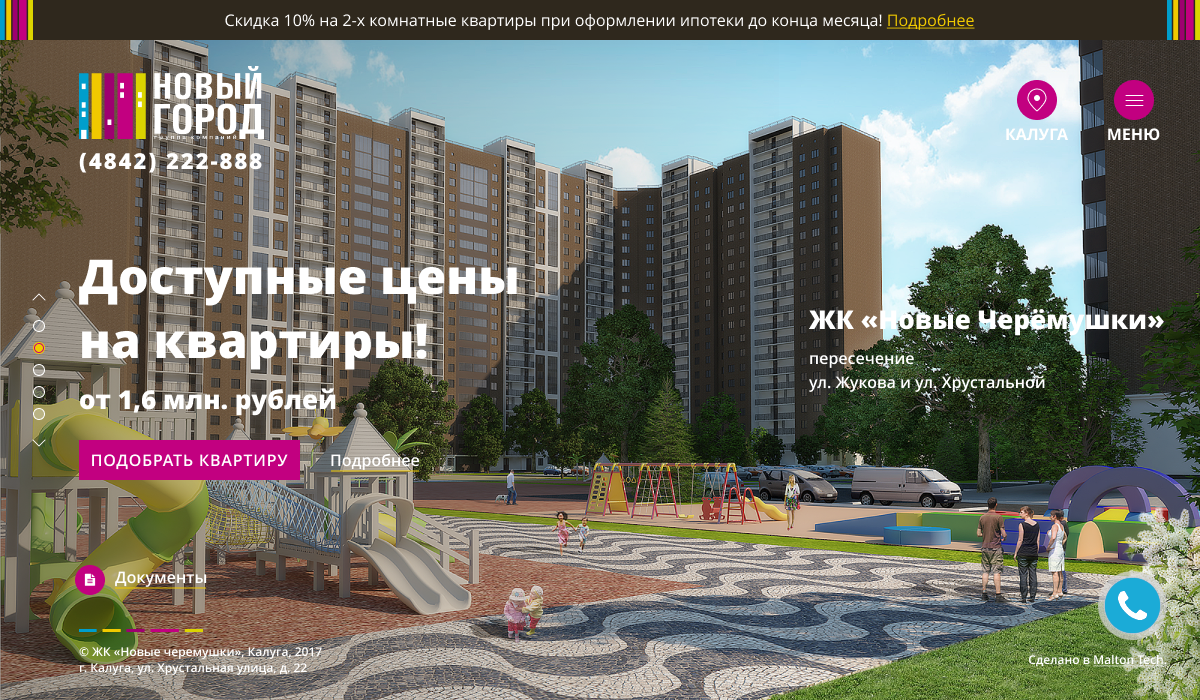 Скидка 10% на 2-х комнатные квартиры при оформлении ипотеки до конца месяца! Подробнее
НОВЫЙ
ГОРОД
группа компаний
(4842) 222-888
КАЛУГА
МЕНЮ
Доступные цены
на квартиры!
от 1,6 млн. рублей
ПОДОБРАТЬ КВАРТИРУ
Подробнее
ЖК «Новые Черёмушки»
пересечение
ул. Жукова и ул. Хрустальной
Документы
© ЖК «Новые черемушки», Калуга, 2017
г. Калуга, ул. Хрустальная улица, д. 22
Сделано в Malton Tech.